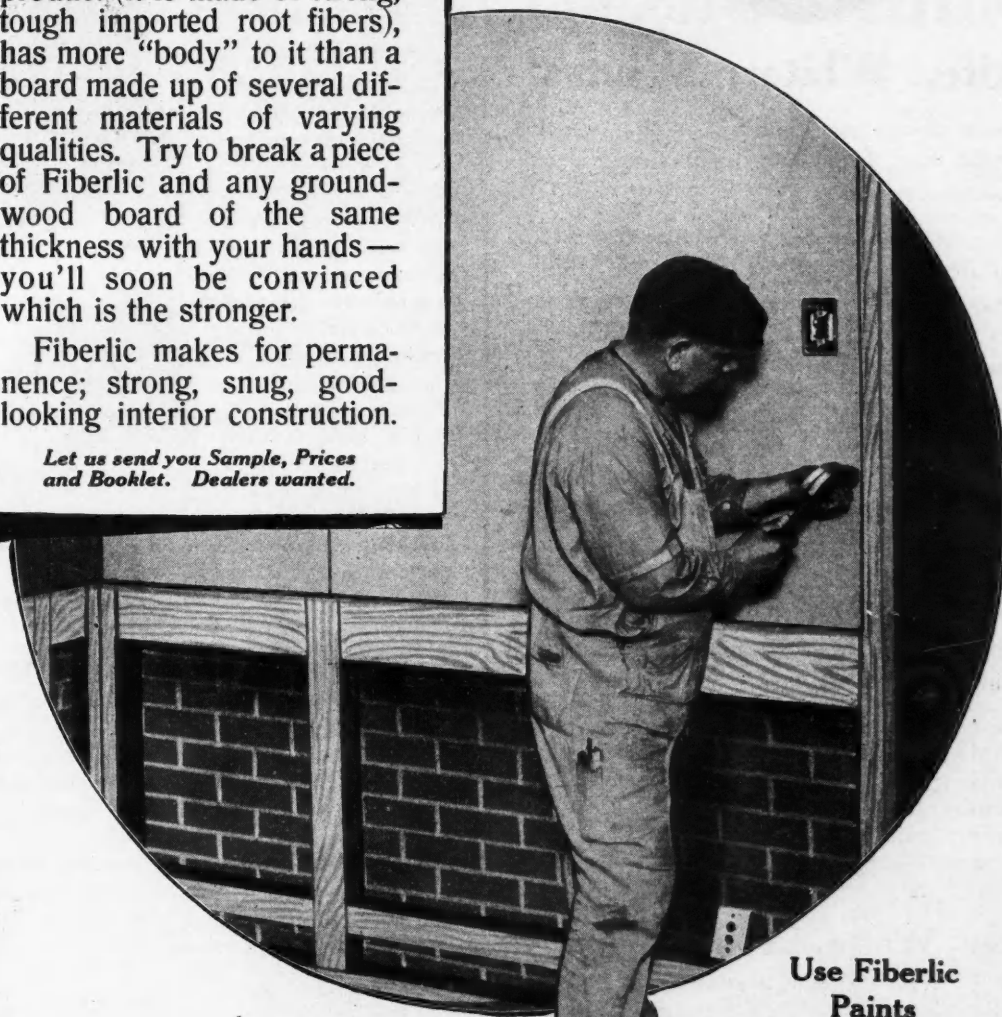 tough imported root fibers),
has more “body” to it than a
board made up of several dif-
ferent materials of varying
qualities. Try to break a piece
of Fiberlic and any ground-
wood board of the same
thickness with your hands—
you’ll soon be convinced
which is the stronger.
Fiberlic makes for perma-
nence; strong, snug, good-
looking interior construction.
Let us send you Sample, Prices
and Booklet. Dealers wanted.
Use Fiberlic
Paints